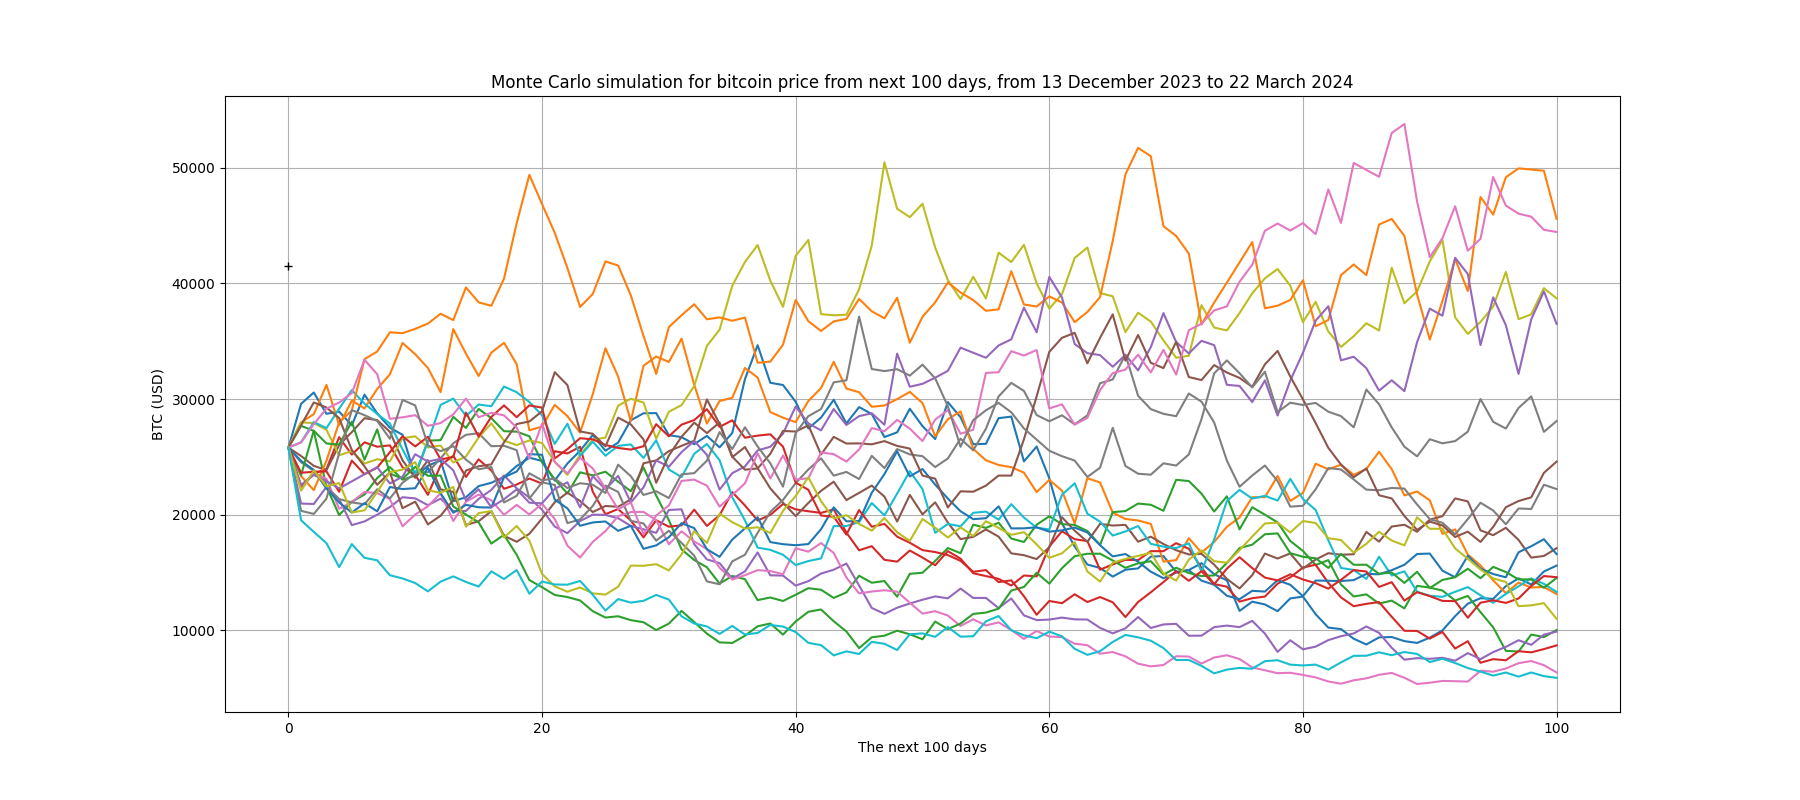 Monte Carlo simulation for bitcoin price from next 100 days, from 13 December 2023 to 22 March 2024
50000
40000
30000
20000
10000
BTC (USD)
0 20 40 60 80 100
The next 100 days